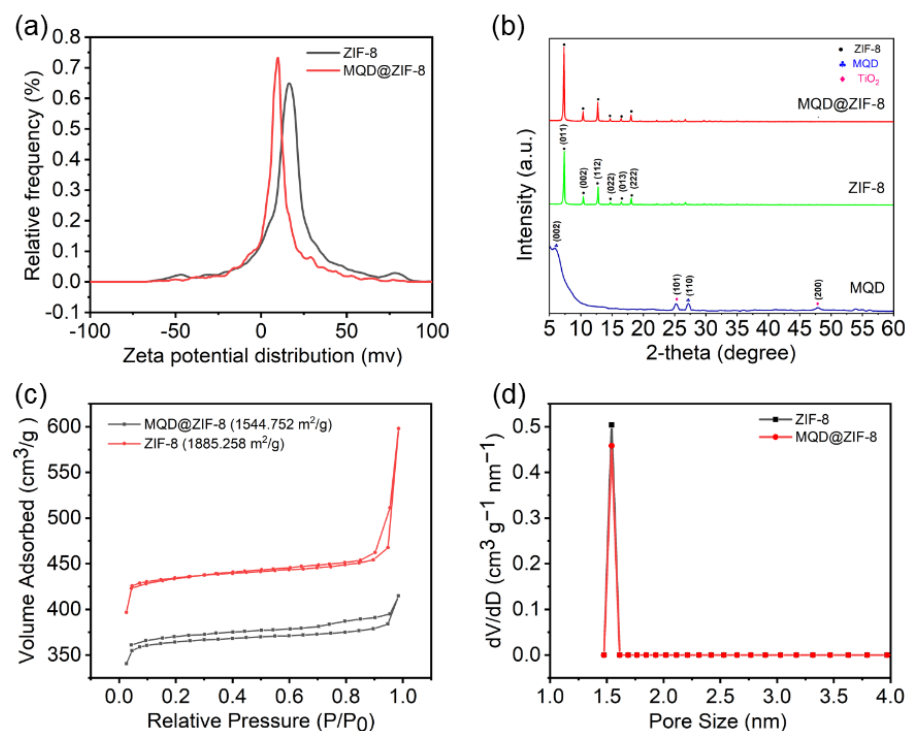 (a)
ZIF-8
MQD@ZIF-8
Relative frequency (%)
0.8
0.7
0.6
0.5
0.4
0.3
0.2
0.1
0.0
-0.1
-100
-50
0
50
100
Zeta potential distribution (mv)
(b)
ZIF-8
MQD
TiO₂
MQD@ZIF-8
(011)
(002)
(112)
(022)
(013)
(222)
ZIF-8
(002)
(101)
(110)
(200)
MQD
Intensity (a.u.)
5 10 15 20 25 30 35 40 45 50 55 60
2-theta (degree)
(c)
MQD@ZIF-8 (1544.752 m²/g)
ZIF-8 (1885.258 m²/g)
Volume Adsorbed (cm³/g)
600
550
500
450
400
350
0.0 0.2 0.4 0.6 0.8 1.0
Relative Pressure (P/P₀)
(d)
ZIF-8
MQD@ZIF-8
dV/dD (cm³ g⁻¹ nm⁻¹)
0.5
0.4
0.3
0.2
0.1
0.0
1.0 1.5 2.0 2.5 3.0 3.5 4.0
Pore Size (nm)